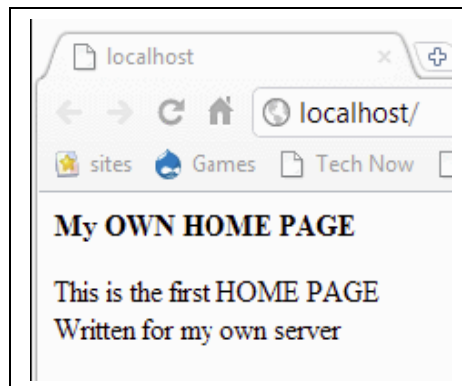 localhost
localhost/
sites Games Tech Now
My OWN HOME PAGE
This is the first HOME PAGE
Written for my own server